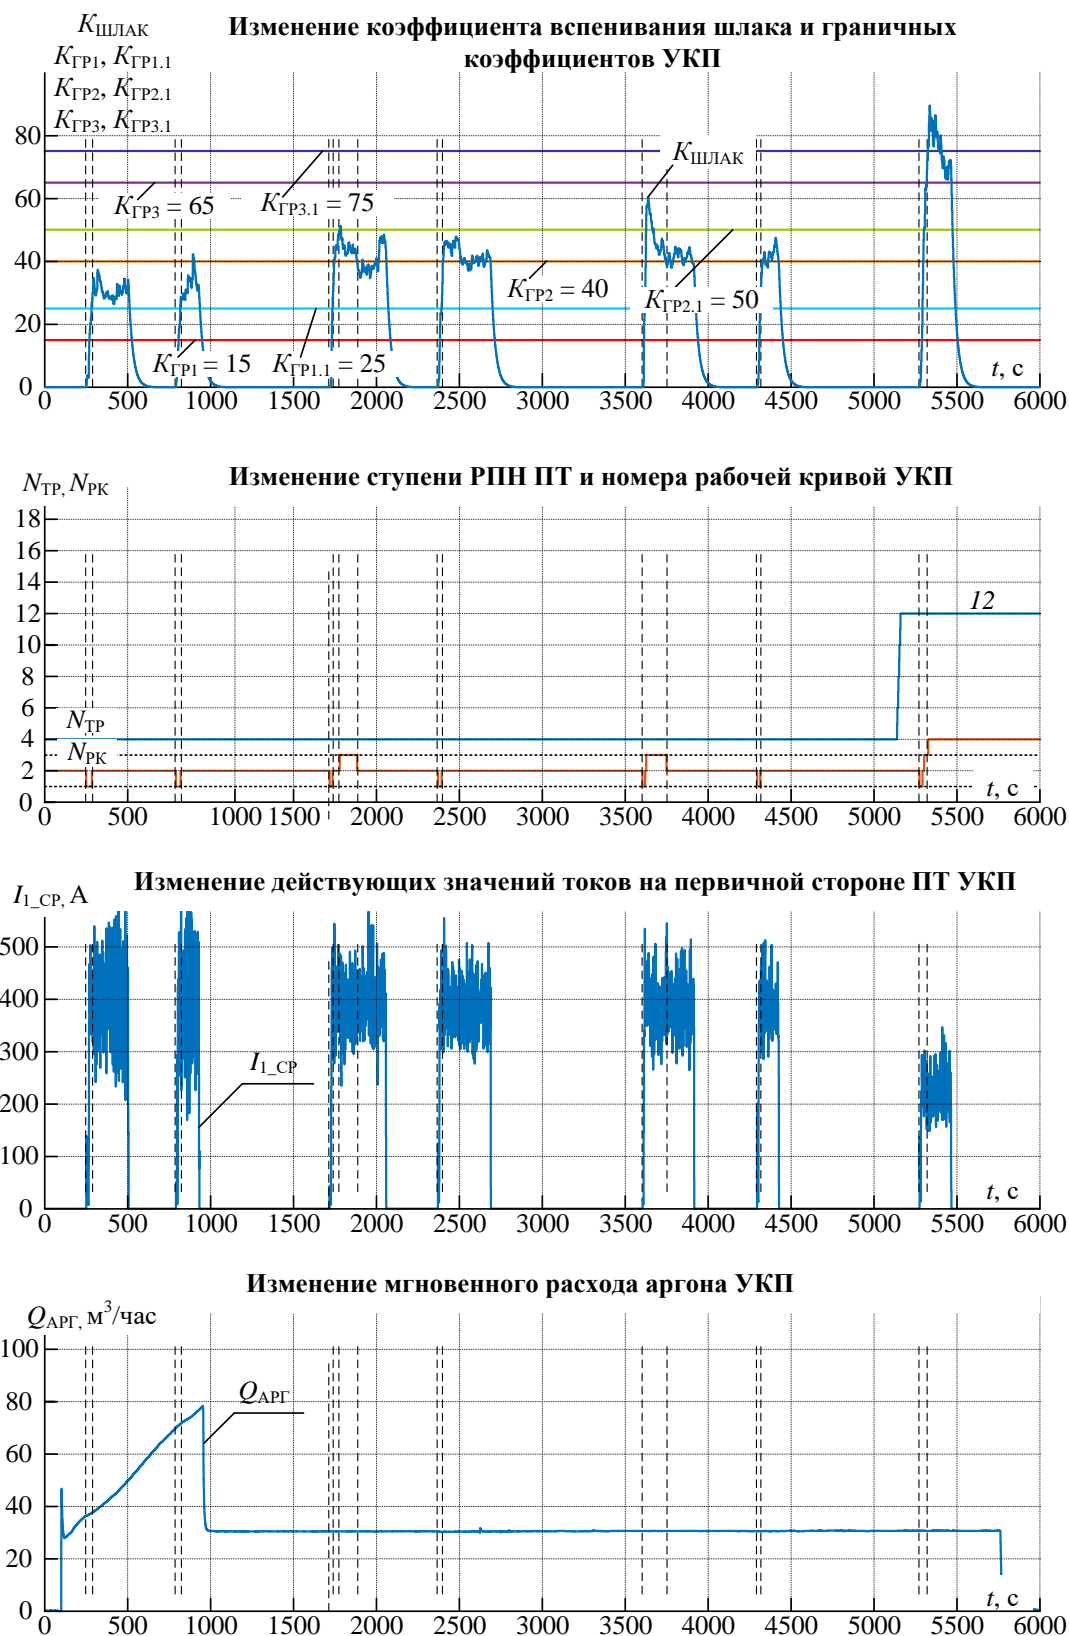 Изменение коэффициента вспенивания шлака и граничных
коэффициентов УКП
KШЛАК
KГР1, KГР1.1
KГР2, KГР2.1
KГР3, KГР3.1
80
60
40
20
0
KШЛАК
KГР3 = 65
KГР3.1 = 75
KГР2 = 40
KГР2.1 = 50
KГР1 = 15
KГР1.1 = 25
t, с
0 500 1000 1500 2000 2500 3000 3500 4000 4500 5000 5500 6000
Изменение ступени РПН ПТ и номера рабочей кривой УКП
NТР, NРК
18
16
14
12
10
8
6
4
2
0
12
NТР
NРК
t, с
0 500 1000 1500 2000 2500 3000 3500 4000 4500 5000 5500 6000
Изменение действующих значений токов на первичной стороне ПТ УКП
I1_СР, А
500
400
300
200
100
0
I1_СР
t, с
0 500 1000 1500 2000 2500 3000 3500 4000 4500 5000 5500 6000
Изменение мгновенного расхода аргона УКП
QАРГ, м³/час
100
80
60
40
20
0
QАРГ
t, с
0 500 1000 1500 2000 2500 3000 3500 4000 4500 5000 5500 6000